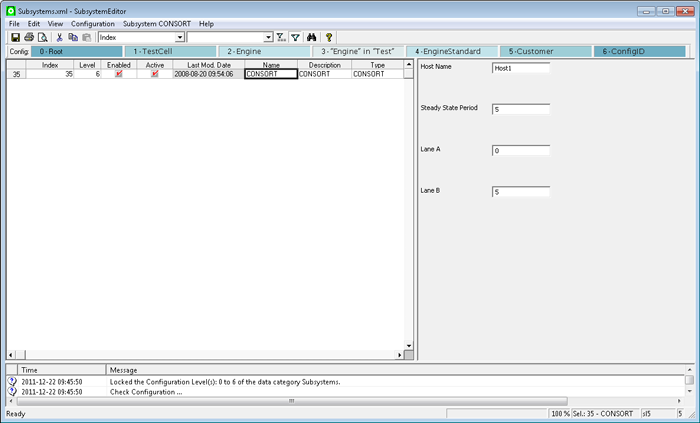 Subsystems.xml - SubsystemEditor
File Edit View Configuration Subsystem CONSORT Help
Index
Config: 0 - Root 1 - TestCell 2 - Engine 3 - "Engine" in "Test" 4 - EngineStandard 5 - Customer 6 - ConfigID
Index Level Enabled Active Last Mod. Date Name Description Type
35 35 6 2008-08-20 09:54:06 CONSORT CONSORT CONSORT
Host Name Host1
Steady State Period 5
Lane A 0
Lane B 5
Time Message
2011-12-22 09:45:50 Locked the Configuration Level(s): 0 to 6 of the data category Subsystems.
2011-12-22 09:45:50 Check Configuration ...
Ready 100 % Sel.: 35 - CONSORT sl5 5